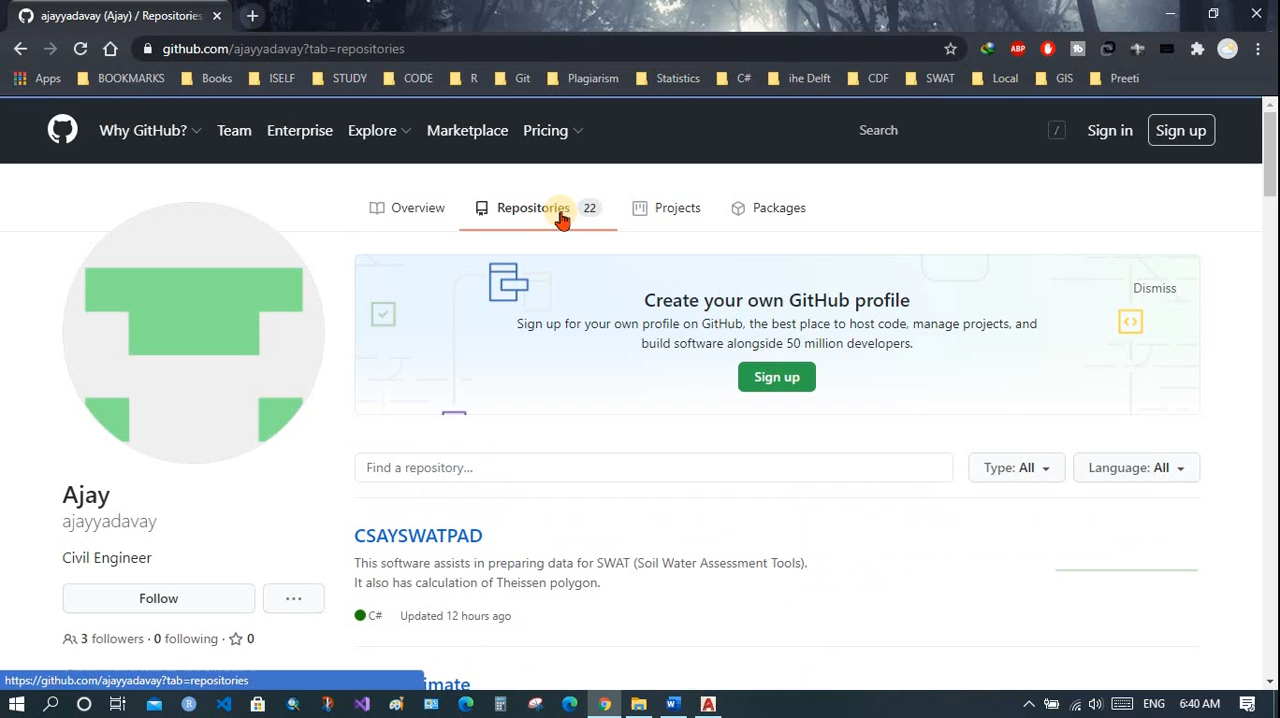 ajayyadavay (Ajay) / Repositories
github.com/ajayyadavay?tab=repositories
ABP
Apps BOOKMARKS Books ISELF STUDY CODE R Git Plagiarism Statistics C# ihe Delft CDF SWAT Local GIS Preeti
Why GitHub? Team Enterprise Explore Marketplace Pricing Search / Sign in Sign up
Overview Repositories 22 Projects Packages
Create your own GitHub profile
Dismiss
Sign up for your own profile on GitHub, the best place to host code, manage projects, and
build software alongside 50 million developers.
Sign up
Find a repository... Type: All Language: All
Ajay
ajayyadavay
Civil Engineer
Follow ...
3 followers · 0 following · 0
CSAYSWATPAD
This software assists in preparing data for SWAT (Soil Water Assessment Tools).
It also has calculation of Theissen polygon.
C# Updated 12 hours ago
imate
https://github.com/ajayyadavay?tab=repositories
ENG 6:40 AM